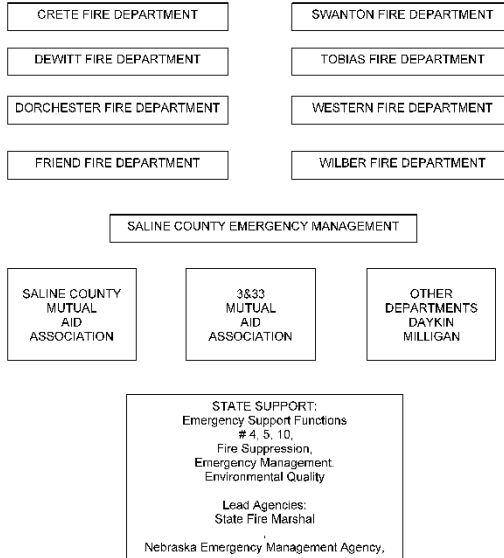 CRETE FIRE DEPARTMENT
SWANTON FIRE DEPARTMENT
DEWITT FIRE DEPARTMENT
TOBIAS FIRE DEPARTMENT
DORCHESTER FIRE DEPARTMENT
WESTERN FIRE DEPARTMENT
FRIEND FIRE DEPARTMENT
WILBER FIRE DEPARTMENT
SALINE COUNTY EMERGENCY MANAGEMENT
SALINE COUNTY
MUTUAL
AID
ASSOCIATION
3&33
MUTUAL
AID
ASSOCIATION
OTHER
DEPARTMENTS
DAYKIN
MILLIGAN
STATE SUPPORT:
Emergency Support Functions
# 4, 5, 10,
Fire Suppression,
Emergency Management.
Environmental Quality
Lead Agencies:
State Fire Marshal
,
Nebraska Emergency Management Agency,